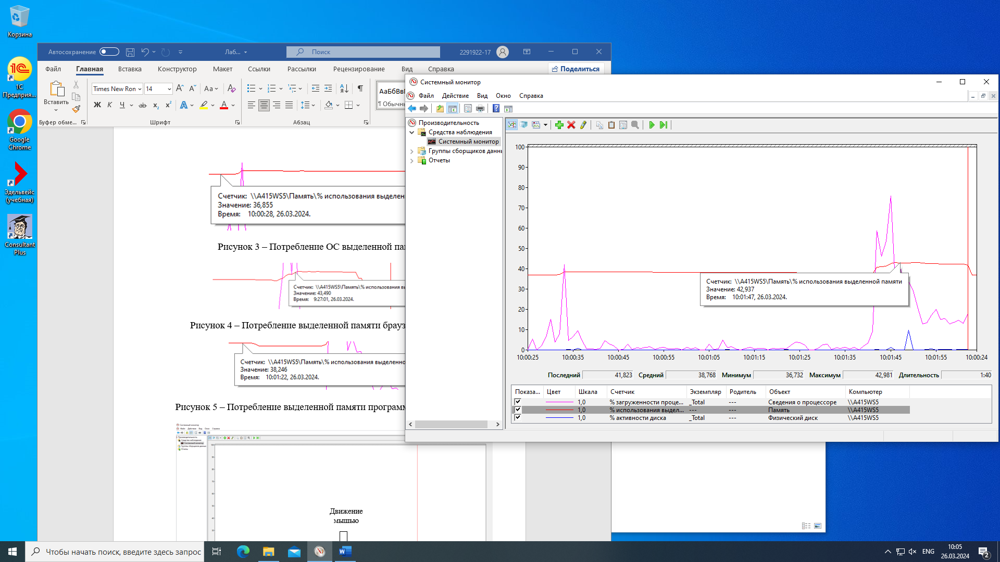 Корзина
1С
Предприя...
Google
Chrome
Эдельвейс
(учебная)
Consultant
Plus
Автосохранение
Лаб...
Поиск
2291922-17
Файл
Главная
Вставка
Конструктор
Макет
Ссылки
Рассылки
Рецензирование
Вид
Справка
Поделиться
Вставить
Times New Ron
14
Aa
Ж К Ч ab x₂ x²
АаБбВвГ
¶ Обычнь
Буфер обме...
Шрифт
Абзац
Счетчик: \\A415WS5\Память\% использования выделен
Значение: 36,855
Время: 10:00:28, 26.03.2024.
Рисунок 3 – Потребление ОС выделенной па
Счетчик: \\A415WS5\Память\% использования вы
Значение: 43,490
Время: 9:27:01, 26.03.2024.
Рисунок 4 – Потребление выделенной памяти брауз
Счетчик: \\A415WS5\Память\% использования выделенно
Значение: 38,246
Время: 10:01:22, 26.03.2024.
Рисунок 5 – Потребление выделенной памяти програм
Движение
мышью
Системный монитор
Файл Действие Вид Окно Справка
Производительность
Средства наблюдения
Системный монитор
Группы сборщиков данны
Отчеты
100
90
80
70
60
50
40
30
20
10
0
Счетчик: \\A415WS5\Память\% использования выделенной памяти
Значение: 42,937
Время: 10:01:47, 26.03.2024.
10:00:25 10:00:35 10:00:45 10:00:55 10:01:05 10:01:15 10:01:25 10:01:35 10:01:45 10:01:55 10:00:24
Последний 41,823 Средний 38,768 Минимум 36,732 Максимум 42,981 Длительность 1:40
Показа... Цвет Шкала Счетчик Экземпляр Родитель Объект Компьютер
1,0 % загруженности проце... _Total --- Сведения о процессоре \\A415WS5
1,0 % использования выдел... --- --- Память \\A415WS5
1,0 % активности диска _Total --- Физический диск \\A415WS5
Чтобы начать поиск, введите здесь запрос
ENG
10:05
26.03.2024
2